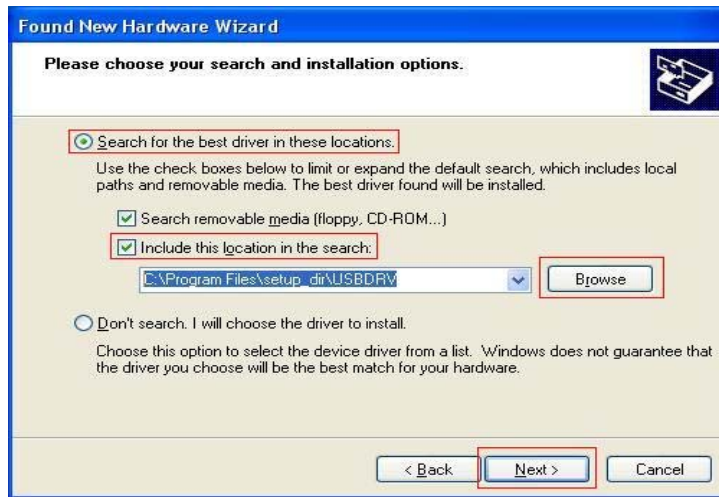 Found New Hardware Wizard
Please choose your search and installation options.
Search for the best driver in these locations.
Use the check boxes below to limit or expand the default search, which includes local
paths and removable media. The best driver found will be installed.
Search removable media (floppy, CD-ROM...)
Include this location in the search:
C:\Program Files\setup_dir\USBDRV
Browse
Don't search. I will choose the driver to install.
Choose this option to select the device driver from a list. Windows does not guarantee that
the driver you choose will be the best match for your hardware.
< Back Next > Cancel